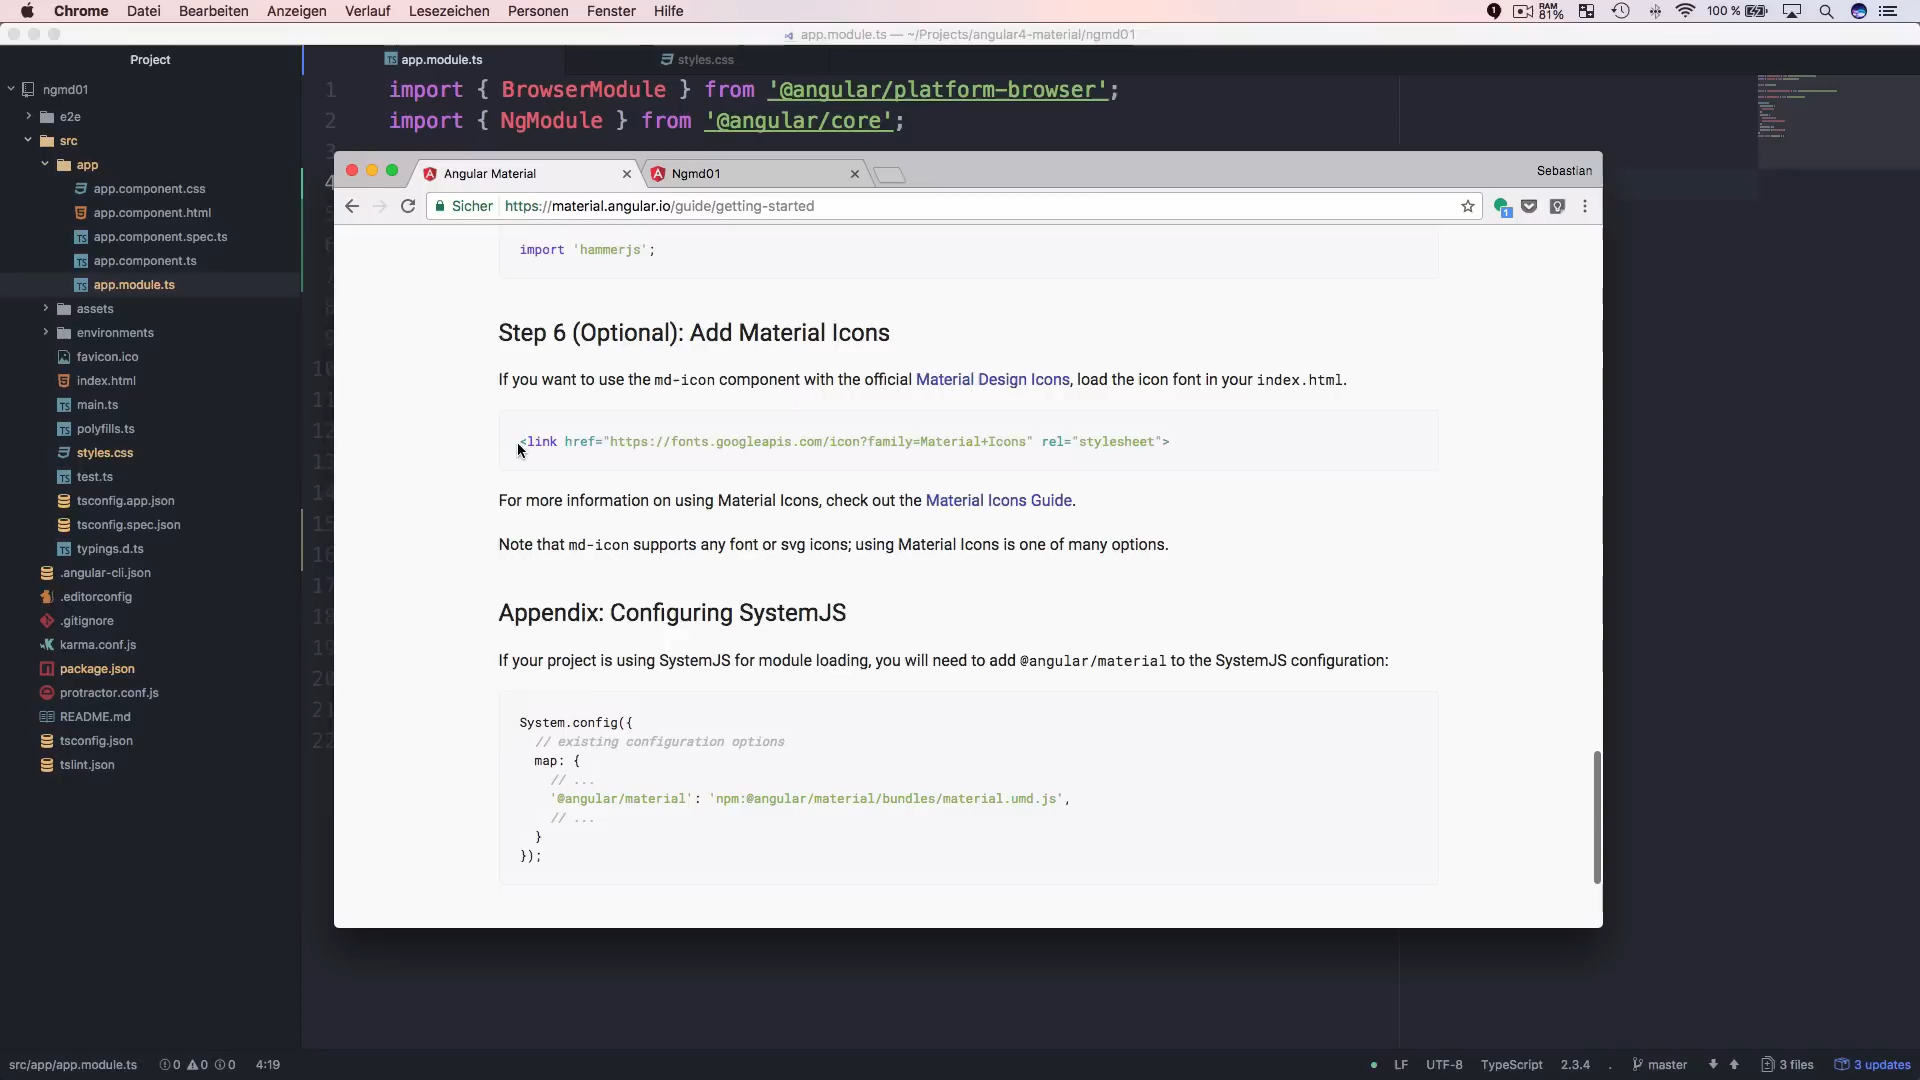 Chrome Datei Bearbeiten Anzeigen Verlauf Lesezeichen Personen Fenster Hilfe
1 RAM 81% 100 %
app.module.ts — ~/Projects/angular4-material/ngmd01
Project
app.module.ts
styles.css
ngmd01
e2e
src
app
app.component.css
app.component.html
app.component.spec.ts
app.component.ts
app.module.ts
assets
environments
favicon.ico
index.html
main.ts
polyfills.ts
styles.css
test.ts
tsconfig.app.json
tsconfig.spec.json
typings.d.ts
.angular-cli.json
.editorconfig
.gitignore
karma.conf.js
package.json
protractor.conf.js
README.md
tsconfig.json
tslint.json
1 import { BrowserModule } from '@angular/platform-browser';
2 import { NgModule } from '@angular/core';
3
4
Angular Material
Ngmd01
Sebastian
Sicher https://material.angular.io/guide/getting-started
1
import 'hammerjs';
Step 6 (Optional): Add Material Icons
If you want to use the md-icon component with the official Material Design Icons, load the icon font in your index.html.
<link href="https://fonts.googleapis.com/icon?family=Material+Icons" rel="stylesheet">
For more information on using Material Icons, check out the Material Icons Guide.
Note that md-icon supports any font or svg icons; using Material Icons is one of many options.
Appendix: Configuring SystemJS
If your project is using SystemJS for module loading, you will need to add @angular/material to the SystemJS configuration:
System.config({
// existing configuration options
map: {
// ...
'@angular/material': 'npm:@angular/material/bundles/material.umd.js',
// ...
}
});
src/app/app.module.ts 0 0 0 4:19
LF UTF-8 TypeScript 2.3.4 . master 3 files 3 updates